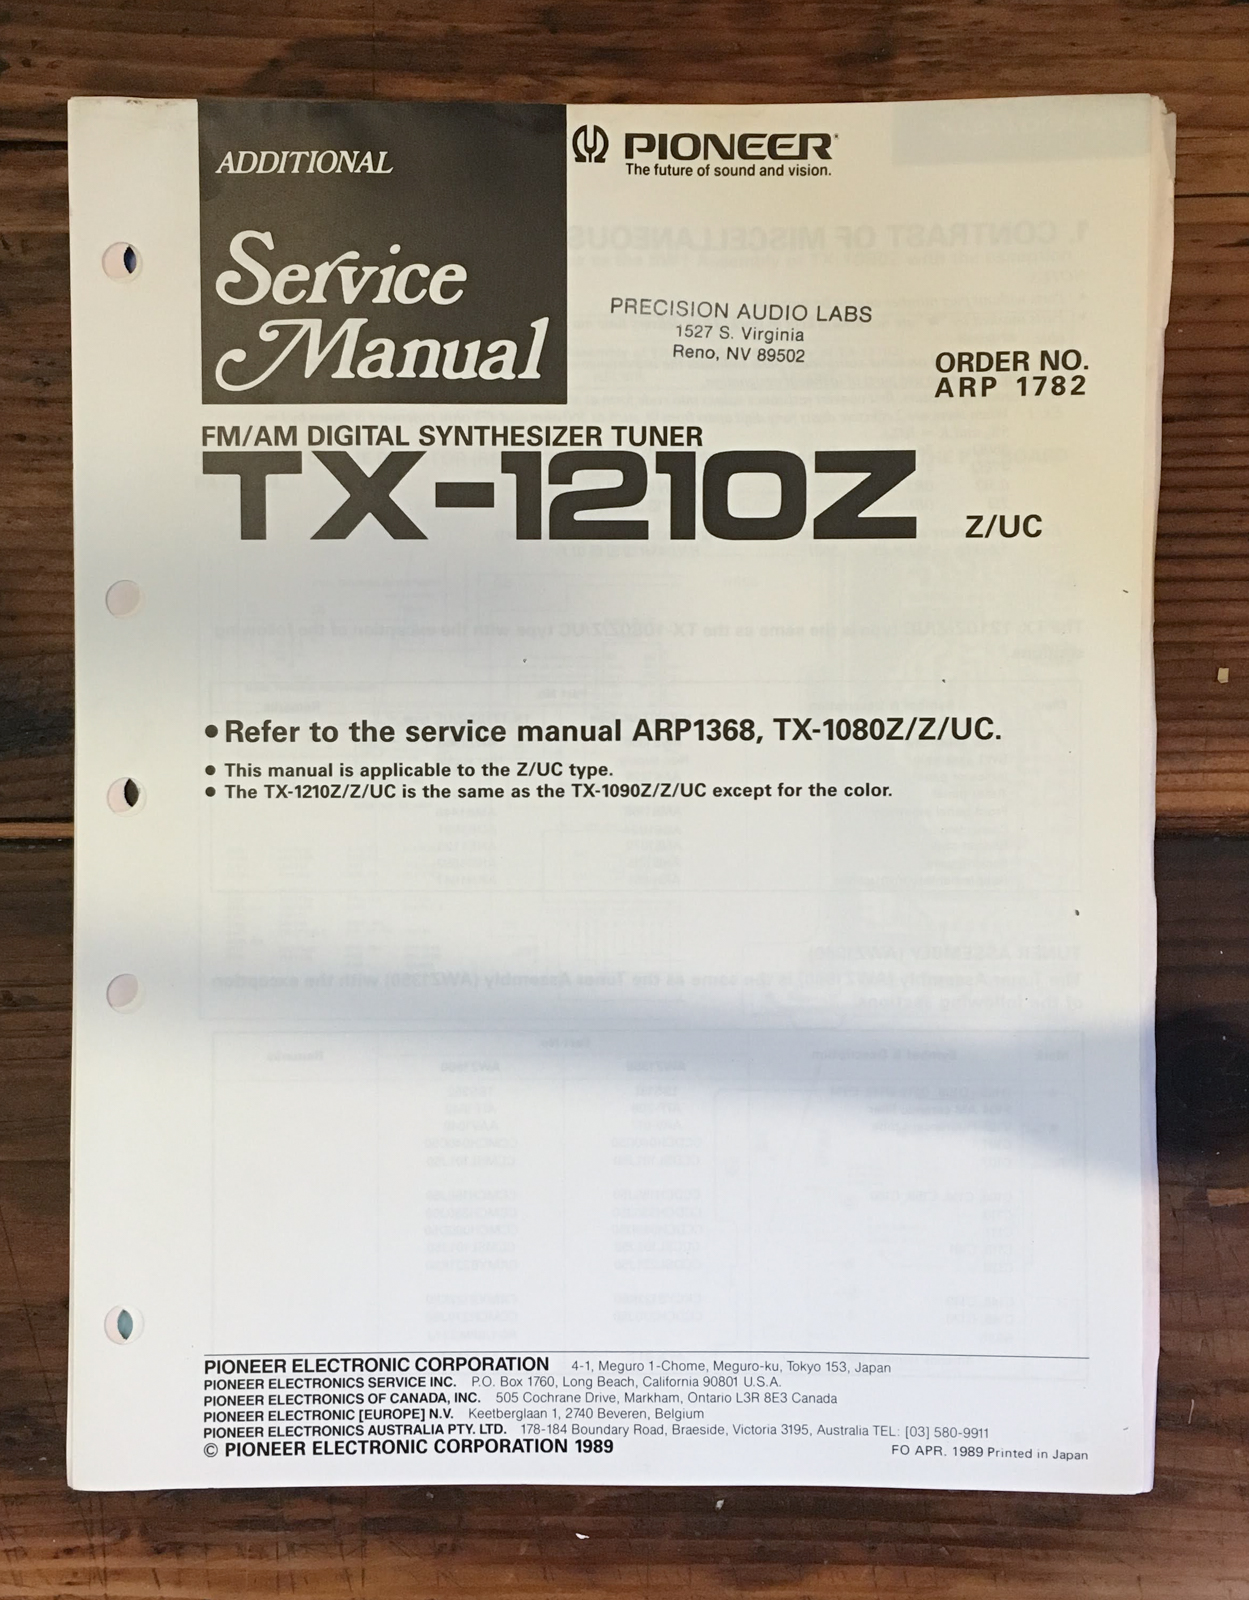 ADDITIONAL
Service
Manual
PIONEER
The future of sound and vision.
PRECISION AUDIO LABS
1527 S. Virginia
Reno, NV 89502
ORDER NO.
ARP 1782
FM/AM DIGITAL SYNTHESIZER TUNER
TX-1210Z Z/UC
● Refer to the service manual ARP1368, TX-1080Z/Z/UC.
● This manual is applicable to the Z/UC type.
● The TX-1210Z/Z/UC is the same as the TX-1090Z/Z/UC except for the color.
PIONEER ELECTRONIC CORPORATION 4-1, Meguro 1-Chome, Meguro-ku, Tokyo 153, Japan
PIONEER ELECTRONICS SERVICE INC. P.O. Box 1760, Long Beach, California 90801 U.S.A.
PIONEER ELECTRONICS OF CANADA, INC. 505 Cochrane Drive, Markham, Ontario L3R 8E3 Canada
PIONEER ELECTRONIC [EUROPE] N.V. Keetberglaan 1, 2740 Beveren, Belgium
PIONEER ELECTRONICS AUSTRALIA PTY. LTD. 178-184 Boundary Road, Braeside, Victoria 3195, Australia TEL: [03] 580-9911
© PIONEER ELECTRONIC CORPORATION 1989
FO APR. 1989 Printed in Japan